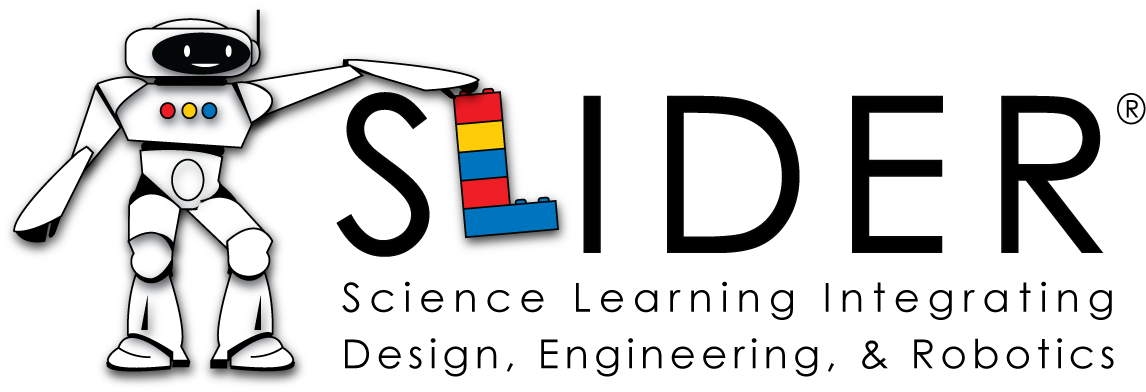 SLIDER®
Science Learning Integrating
Design, Engineering, & Robotics